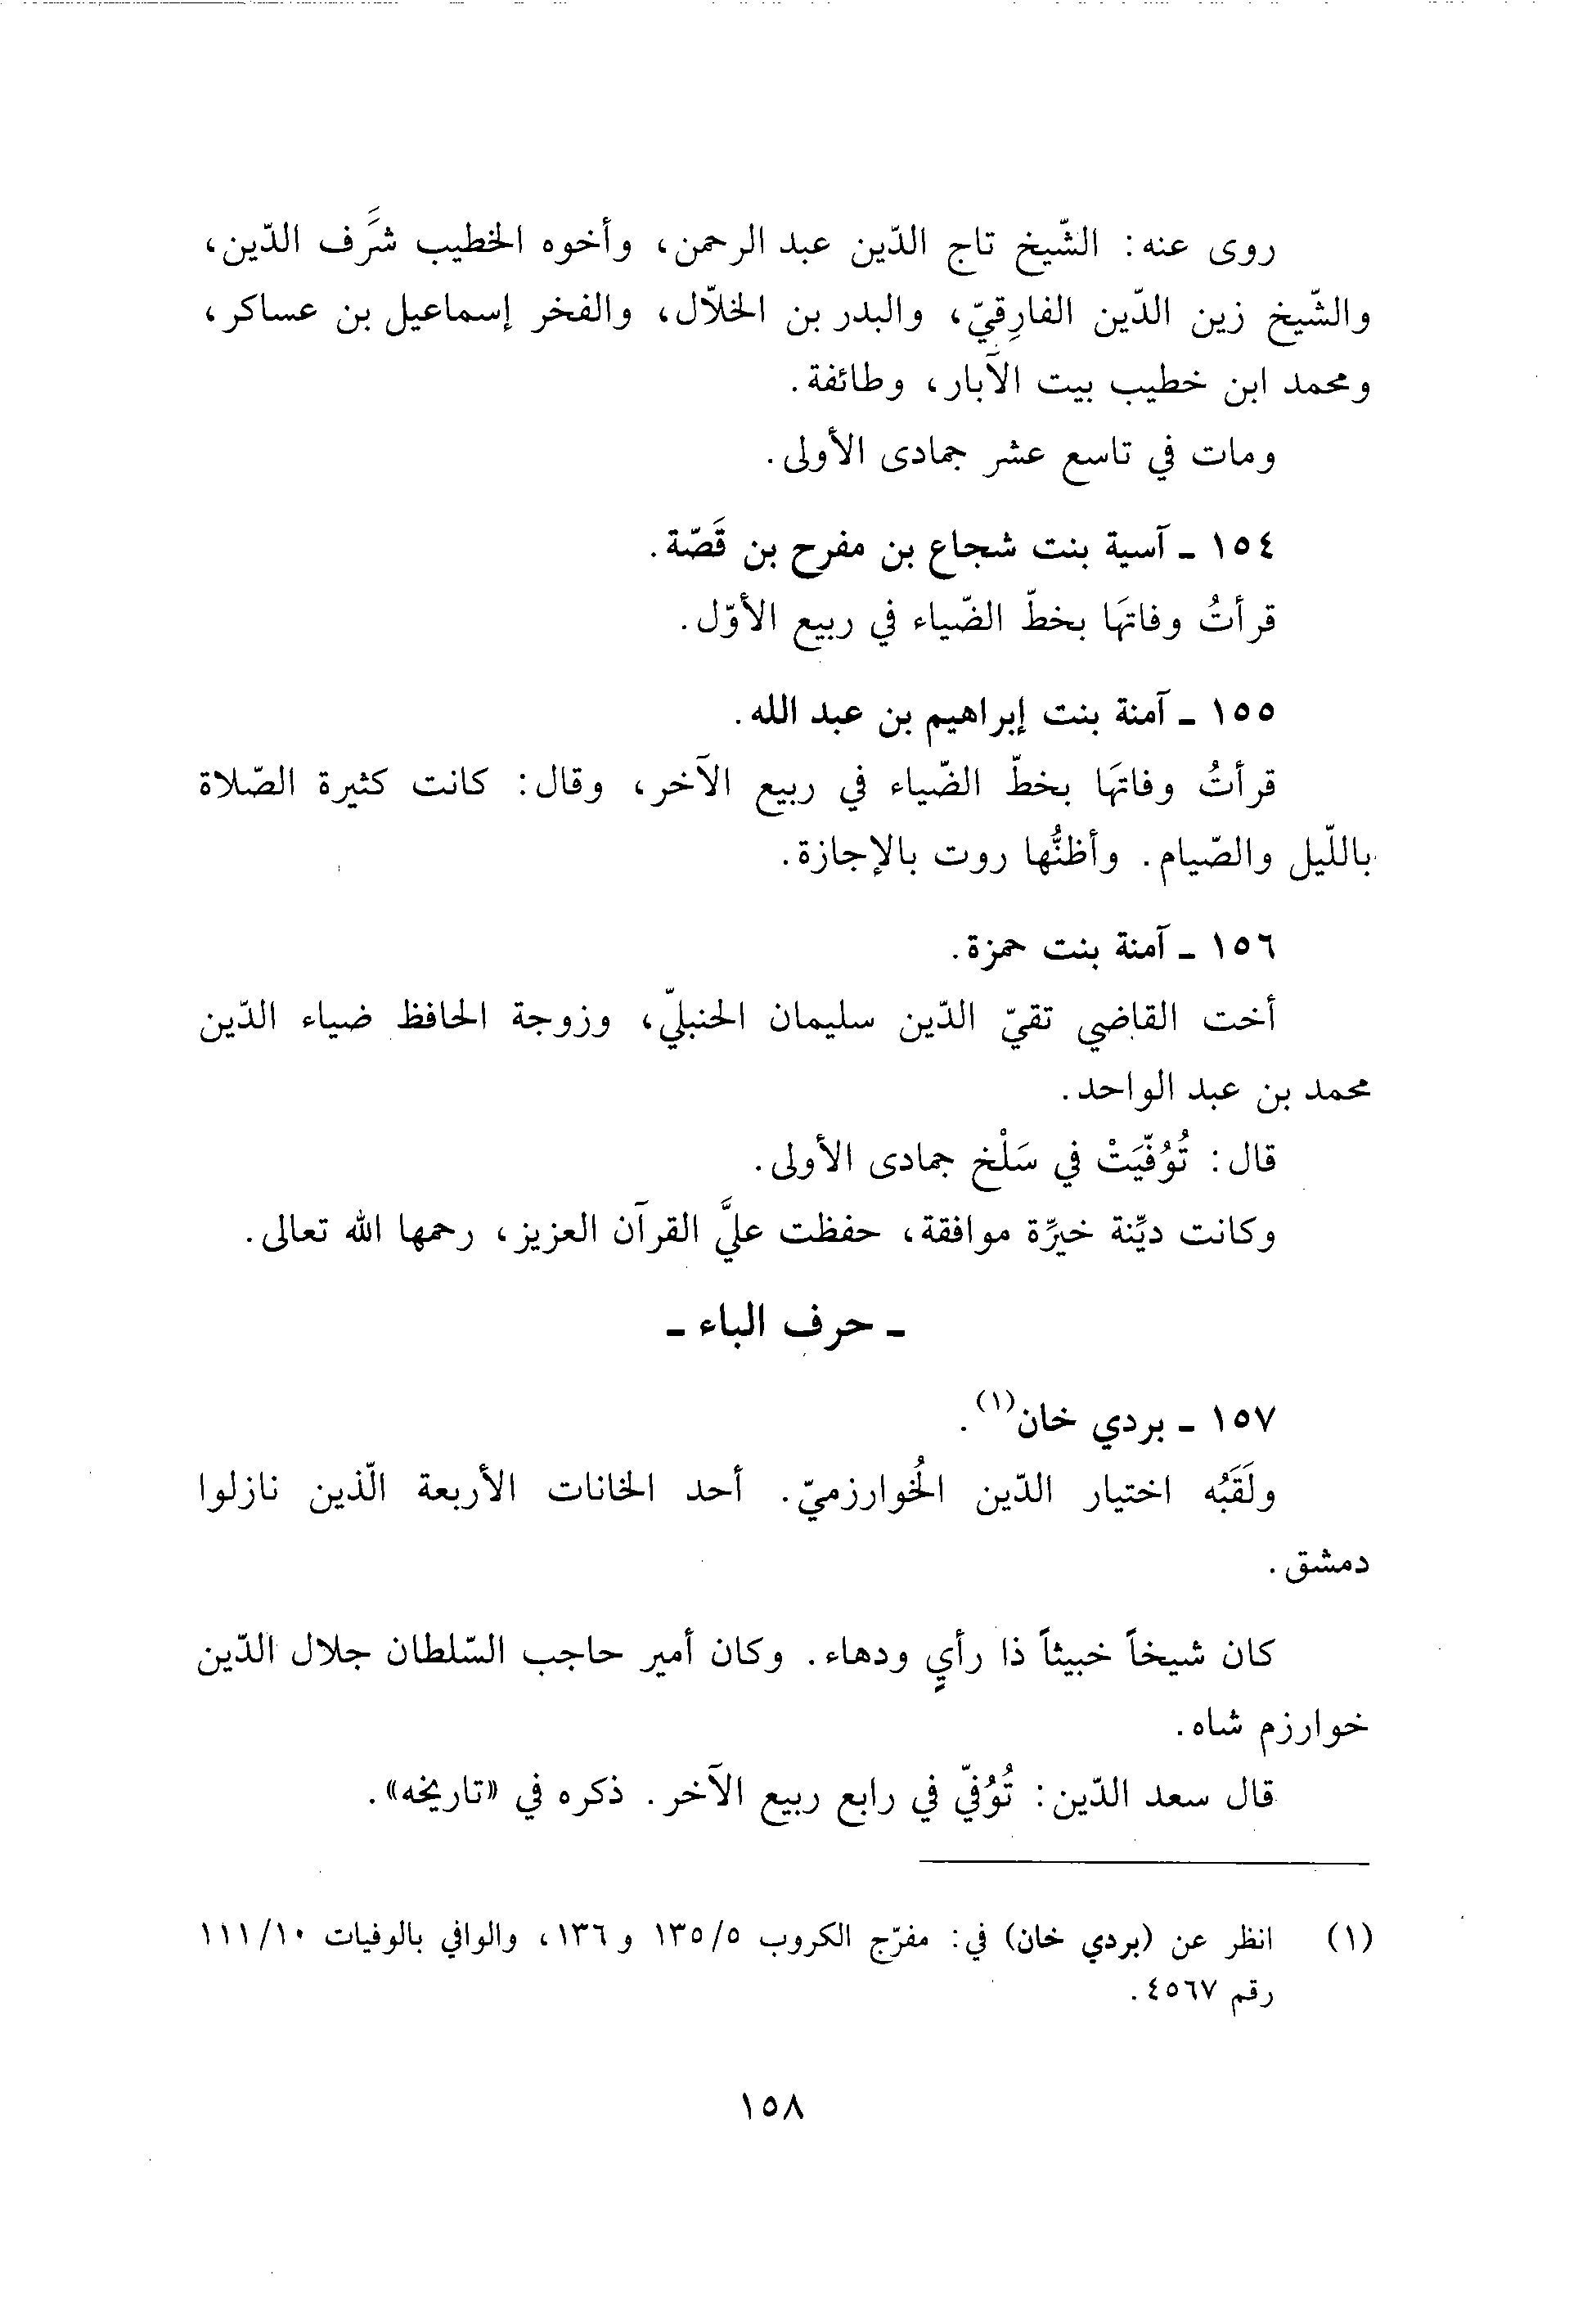 روى عنه: الشّيخ تاج الدّين عبد الرحمن، وأخوه الخطيب شَرَّف الدّين،
والشّيخ زين الدّين الفارِقيّ، والبدر بن الخلّال، والفخر إسماعيل بن عساكر،
ومحمد ابن خطيب بيت الآبار، وطائفة.
ومات في تاسع عشر جمادى الأولى.
١٥٤ ـ آسية بنت شجاع بن مفرح بن قَصّة.
قرأتُ وفاتهَا بخطّ الضّياء في ربيع الأوّل.
١٥٥ ـ آمنة بنت إبراهيم بن عبد الله.
قرأتُ وفاتهَا بخطّ الضّياء في ربيع الآخر، وقال: كانت كثيرة الصّلاة
باللّيل والصّيام. وأظنُّها روت بالإجازة.
١٥٦ ـ آمنة بنت حمزة.
أخت القاضي تقيّ الدّين سليمان الحنبليّ، وزوجة الحافظ ضياء الدّين
محمد بن عبد الواحد.
قال: تُوُفّيَتْ في سَلْخ جمادى الأولى.
وكانت ديِّنة خيِّرة موافقة، حفظت عليَّ القرآن العزيز، رحمها الله تعالى.
ـ حرف الباء ـ
١٥٧ ـ بردي خان(١).
ولَقَبُه اختيار الدّين الخُوارزميّ. أحد الخانات الأربعة الّذين نازلوا
دمشق.
كان شيخاً خبيثاً ذا رأيٍ ودهاء. وكان أمير حاجب السّلطان جلال الدّين
خوارزم شاه.
قال سعد الدّين: تُوُفيّ في رابع ربيع الآخر. ذكره في «تاريخه».
(١) انظر عن (بردي خان) في: مفرّج الكروب ١٣٥/٥ و ١٣٦، والوافي بالوفيات ١١١/١٠
رقم ٤٥٦٧.
١٥٨